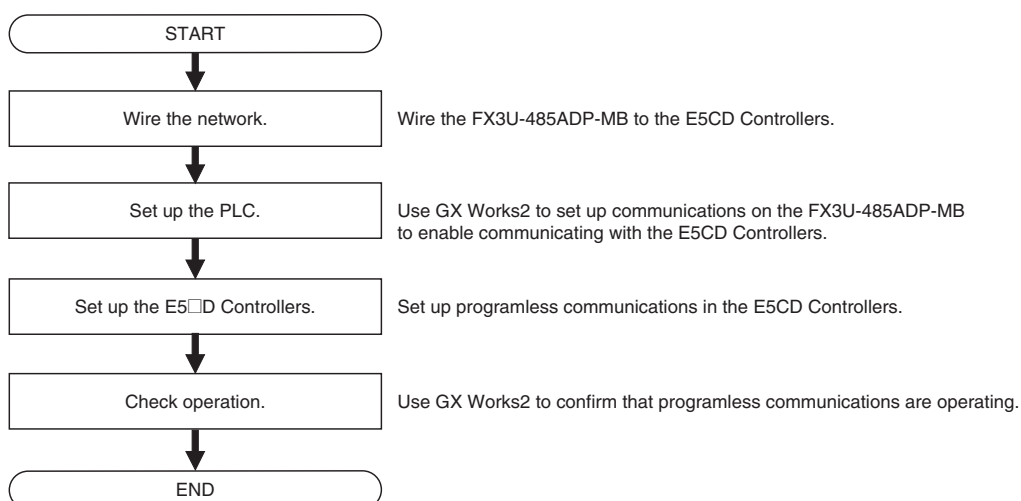 START
Wire the network.
Wire the FX3U-485ADP-MB to the E5CD Controllers.
Set up the PLC.
Use GX Works2 to set up communications on the FX3U-485ADP-MB
to enable communicating with the E5CD Controllers.
Set up the E5□D Controllers.
Set up programless communications in the E5CD Controllers.
Check operation.
Use GX Works2 to confirm that programless communications are operating.
END